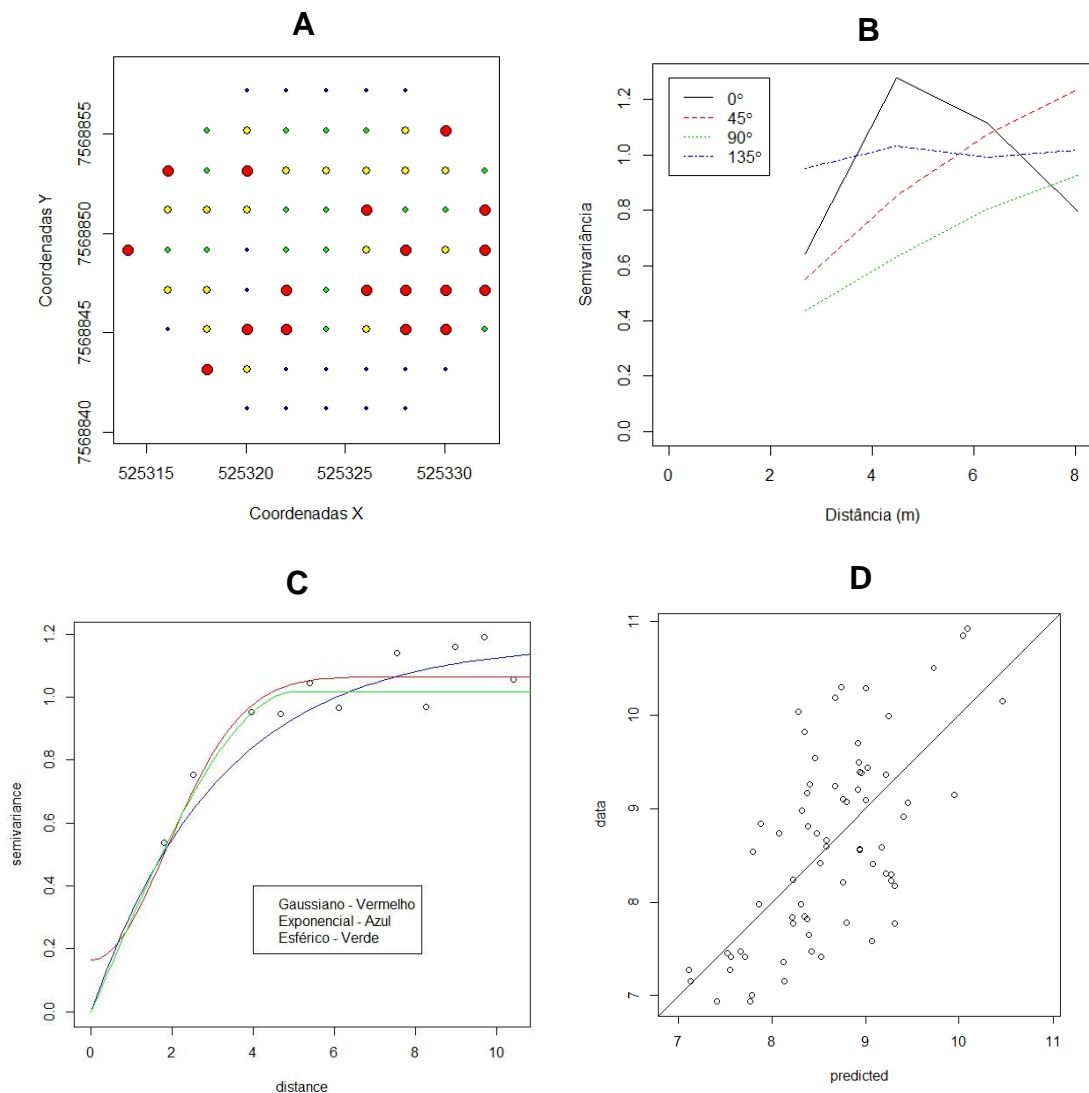 A
Coordenadas Y
7568855
7568850
7568845
7568840
525315 525320 525326 525330
Coordenadas X
B
Semivariância
1.2
1.0
0.8
0.6
0.4
0.2
0.0
0°
45°
90°
135°
0 2 4 6 8
Distância (m)
C
semivariance
1.2
1.0
0.8
0.6
0.4
0.2
0.0
Gaussiano - Vermelho
Exponencial - Azul
Esférico - Verde
0 2 4 6 8 10
distance
D
data
11
10
9
8
7
7 8 9 10 11
predicted